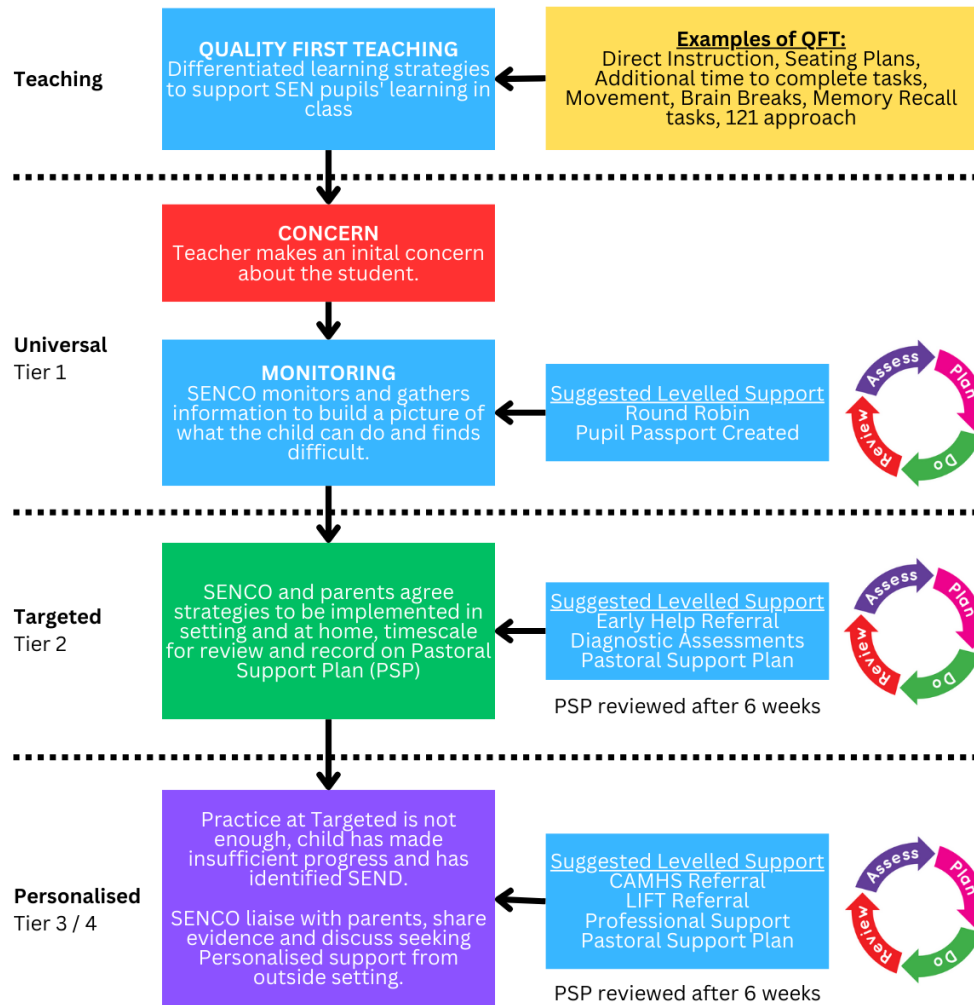 Teaching
QUALITY FIRST TEACHING
Differentiated learning strategies
to support SEN pupils' learning in
class
Examples of QFT:
Direct Instruction, Seating Plans,
Additional time to complete tasks,
Movement, Brain Breaks, Memory Recall
tasks, 121 approach
CONCERN
Teacher makes an inital concern
about the student.
Universal
Tier 1
MONITORING
SENCO monitors and gathers
information to build a picture of
what the child can do and finds
difficult.
Suggested Levelled Support
Round Robin
Pupil Passport Created
Assess
Plan
Do
Review
Targeted
Tier 2
SENCO and parents agree
strategies to be implemented in
setting and at home, timescale
for review and record on Pastoral
Support Plan (PSP)
Suggested Levelled Support
Early Help Referral
Diagnostic Assessments
Pastoral Support Plan
PSP reviewed after 6 weeks
Assess
Plan
Do
Review
Personalised
Tier 3 / 4
Practice at Targeted is not
enough, child has made
insufficient progress and has
identified SEND.
SENCO liaise with parents, share
evidence and discuss seeking
Personalised support from
outside setting.
Suggested Levelled Support
CAMHS Referral
LIFT Referral
Professional Support
Pastoral Support Plan
PSP reviewed after 6 weeks
Assess
Plan
Do
Review